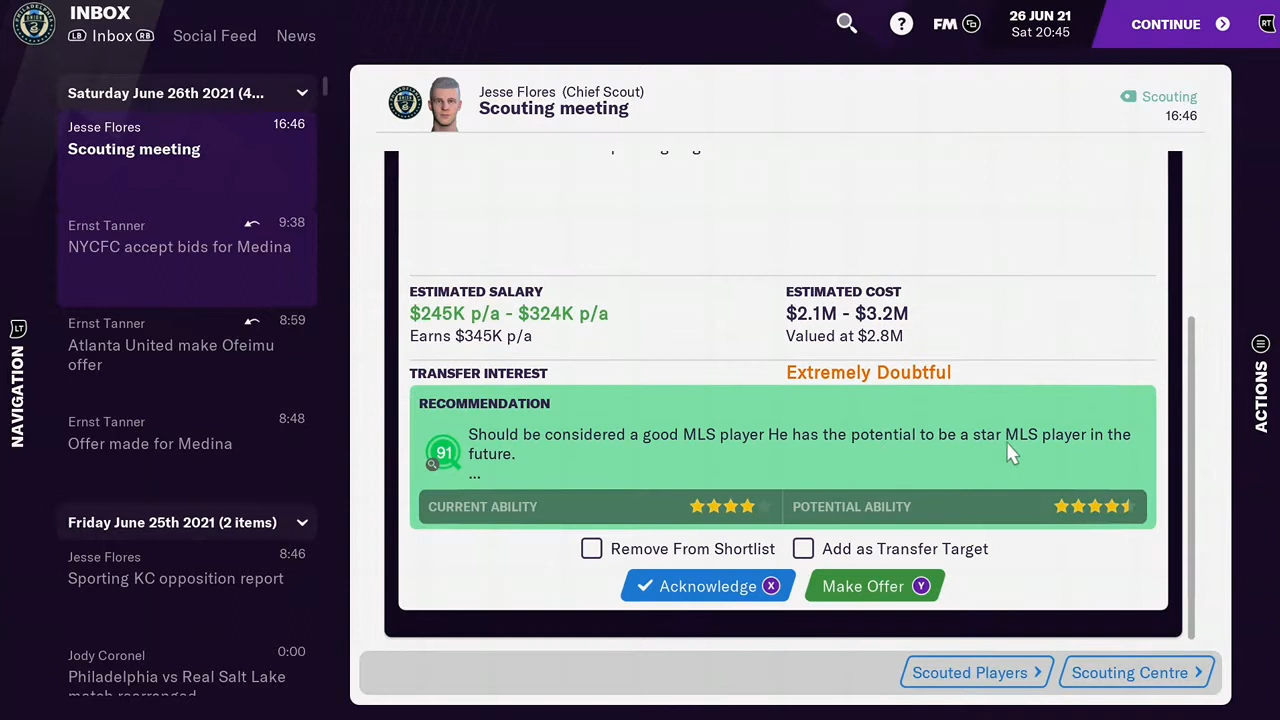 INBOX
LB Inbox RB Social Feed News
?
FM
26 JUN 21
Sat 20:45
CONTINUE
RT
Saturday June 26th 2021 (4...
Jesse Flores 16:46
Scouting meeting
Ernst Tanner 9:38
NYCFC accept bids for Medina
Ernst Tanner 8:59
Atlanta United make Ofeimu
offer
Ernst Tanner 8:48
Offer made for Medina
Friday June 25th 2021 (2 items)
Jesse Flores 8:46
Sporting KC opposition report
Jody Coronel 0:00
Philadelphia vs Real Salt Lake
match rearranged
LT
NAVIGATION
Jesse Flores (Chief Scout)
Scouting meeting
Scouting
16:46
ESTIMATED SALARY
$245K p/a - $324K p/a
Earns $345K p/a
ESTIMATED COST
$2.1M - $3.2M
Valued at $2.8M
TRANSFER INTEREST
Extremely Doubtful
RECOMMENDATION
91
Should be considered a good MLS player He has the potential to be a star MLS player in the
future.
...
CURRENT ABILITY
POTENTIAL ABILITY
Remove From Shortlist
Add as Transfer Target
Acknowledge X
Make Offer Y
Scouted Players
Scouting Centre
ACTIONS